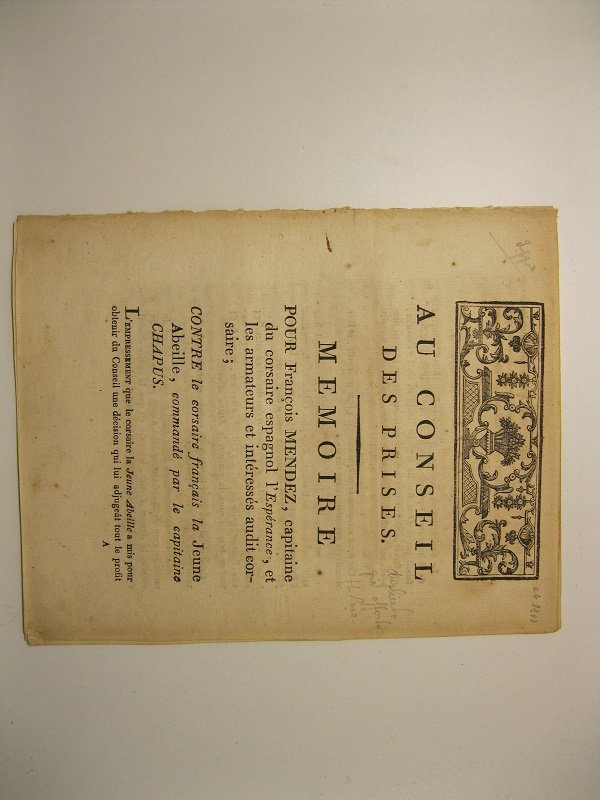 AU CONSEIL
DES PRISES.
MEMOIRE
POUR François MENDEZ, capitaine
du corsaire espagnol l'Espérance, et
les armateurs et intéressés audit cor-
saire;
CONTRE le corsaire français la Jeune
Abeille, commandé par le capitaine
CHAPUS.
L'EMPRESSEMENT que le corsaire la Jeune Abeille a mis pour
obtenir du Conseil une décision qui lui adjugeât tout le profit
A